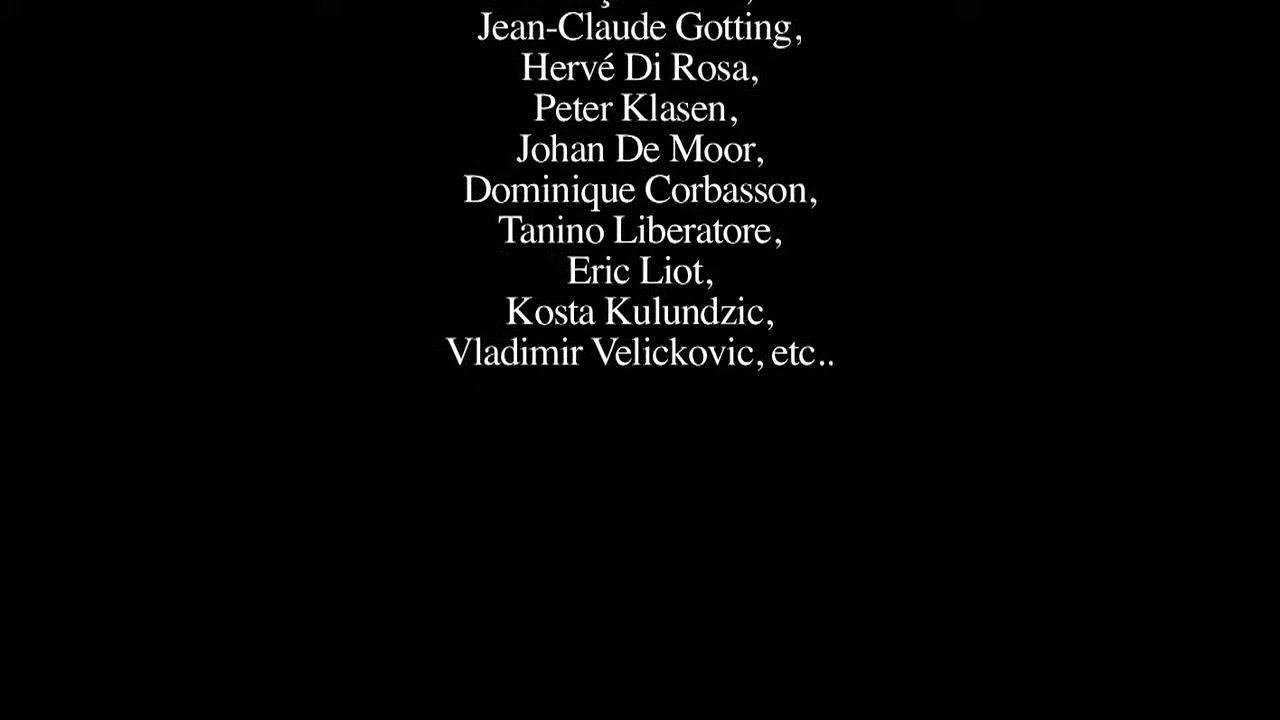 Jean-Claude Gotting,
Hervé Di Rosa,
Peter Klasen,
Johan De Moor,
Dominique Corbasson,
Tanino Liberatore,
Eric Liot,
Kosta Kulundzic,
Vladimir Velickovic, etc..